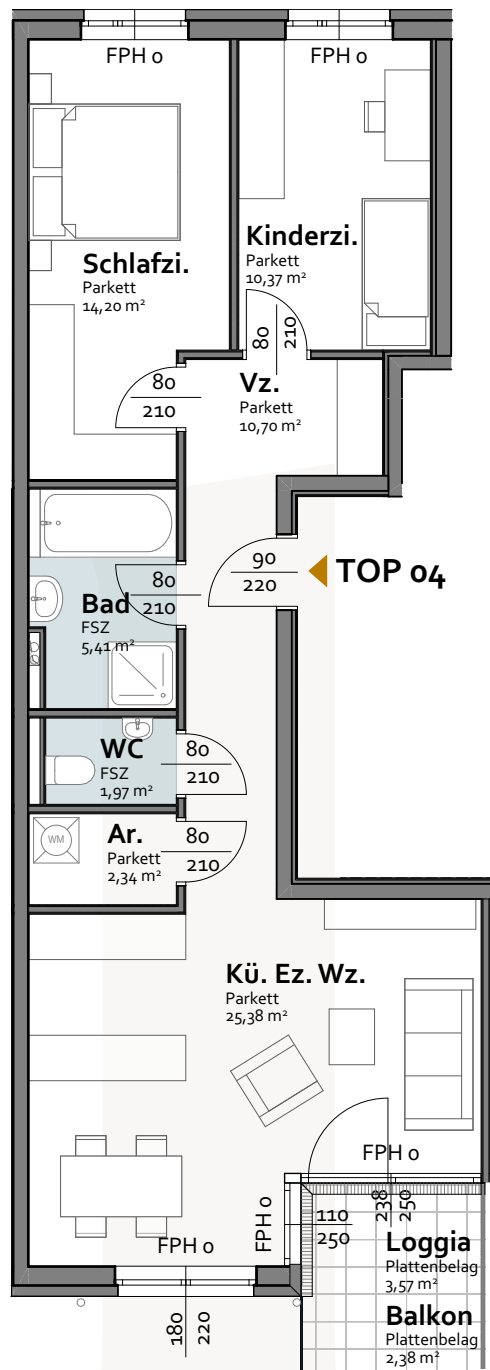 FPH 0
FPH 0
Schlafzi.
Parkett
14,20 m²
Kinderzi.
Parkett
10,37 m²
80
210
80
210
Vz.
Parkett
10,70 m²
90
220
TOP 04
80
210
Bad
FSZ
5,41 m²
WC
FSZ
1,97 m²
80
210
WM
Ar.
Parkett
2,34 m²
80
210
Kü. Ez. Wz.
Parkett
25,38 m²
FPH 0
238
250
FPH 0
110
250
FPH 0
180
220
Loggia
Plattenbelag
3,57 m²
Balkon
Plattenbelag
2,38 m²